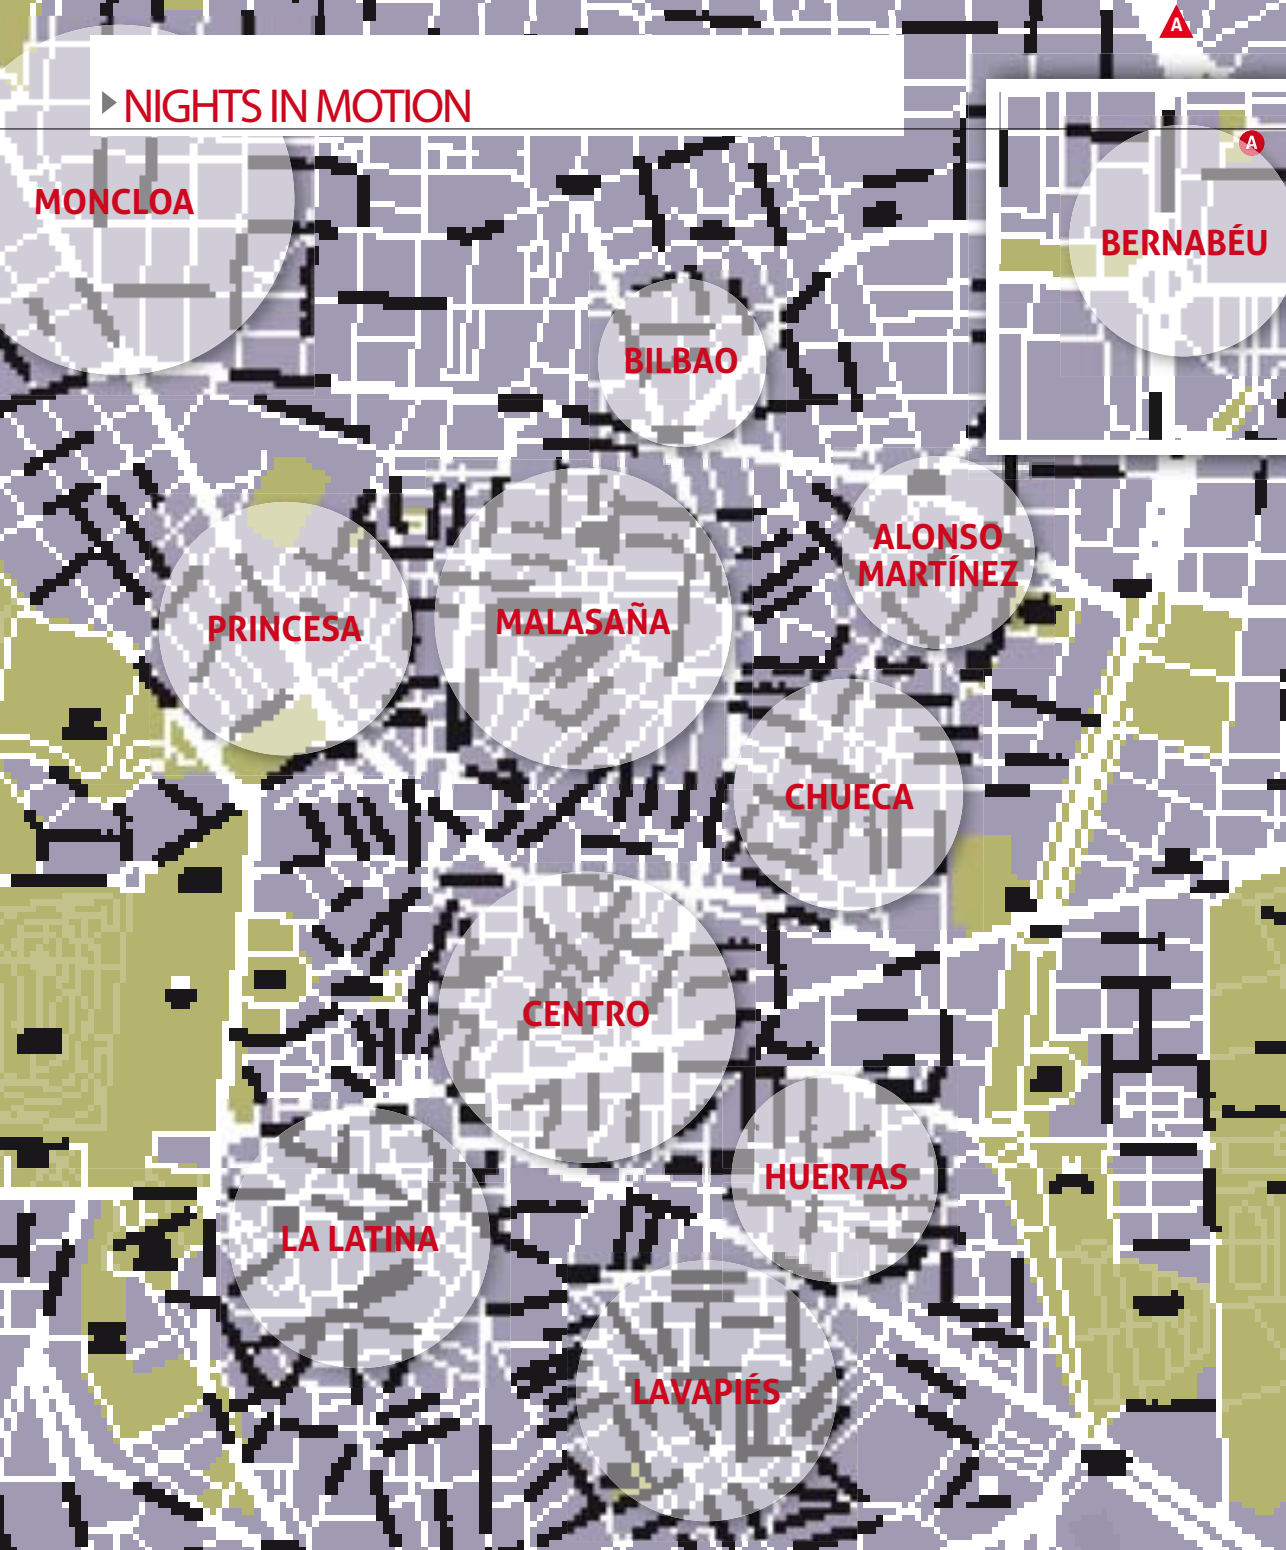 A
NIGHTS IN MOTION
A
MONCLOA
BERNABÉU
BILBAO
ALONSO
MARTÍNEZ
PRINCESA
MALASAÑA
CHUECA
CENTRO
HUERTAS
LA LATINA
LAVAPIÉS